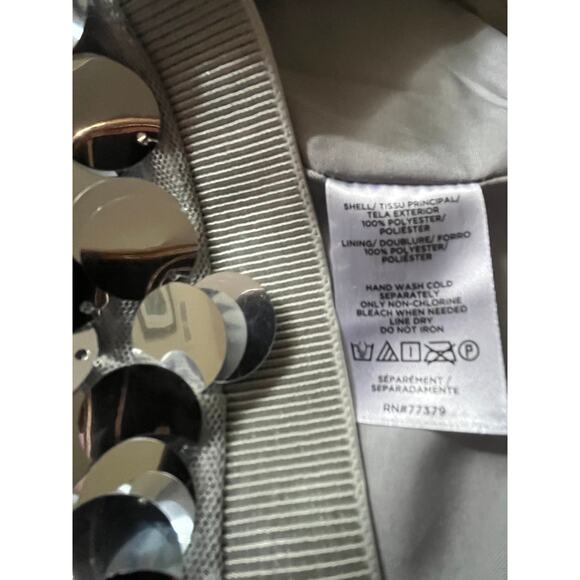 SHELL/ TISSU PRINCIPAL/
TELA EXTERIOR
100% POLYESTER/
POLIÉSTER
LINING/ DOUBLURE/ FORRO
100% POLYESTER/
POLIÉSTER
HAND WASH COLD
SEPARATELY
ONLY NON-CHLORINE
BLEACH WHEN NEEDED
LINE DRY
DO NOT IRON
P
SÉPARÉMENT /
SEPARADAMENTE
RN#77379